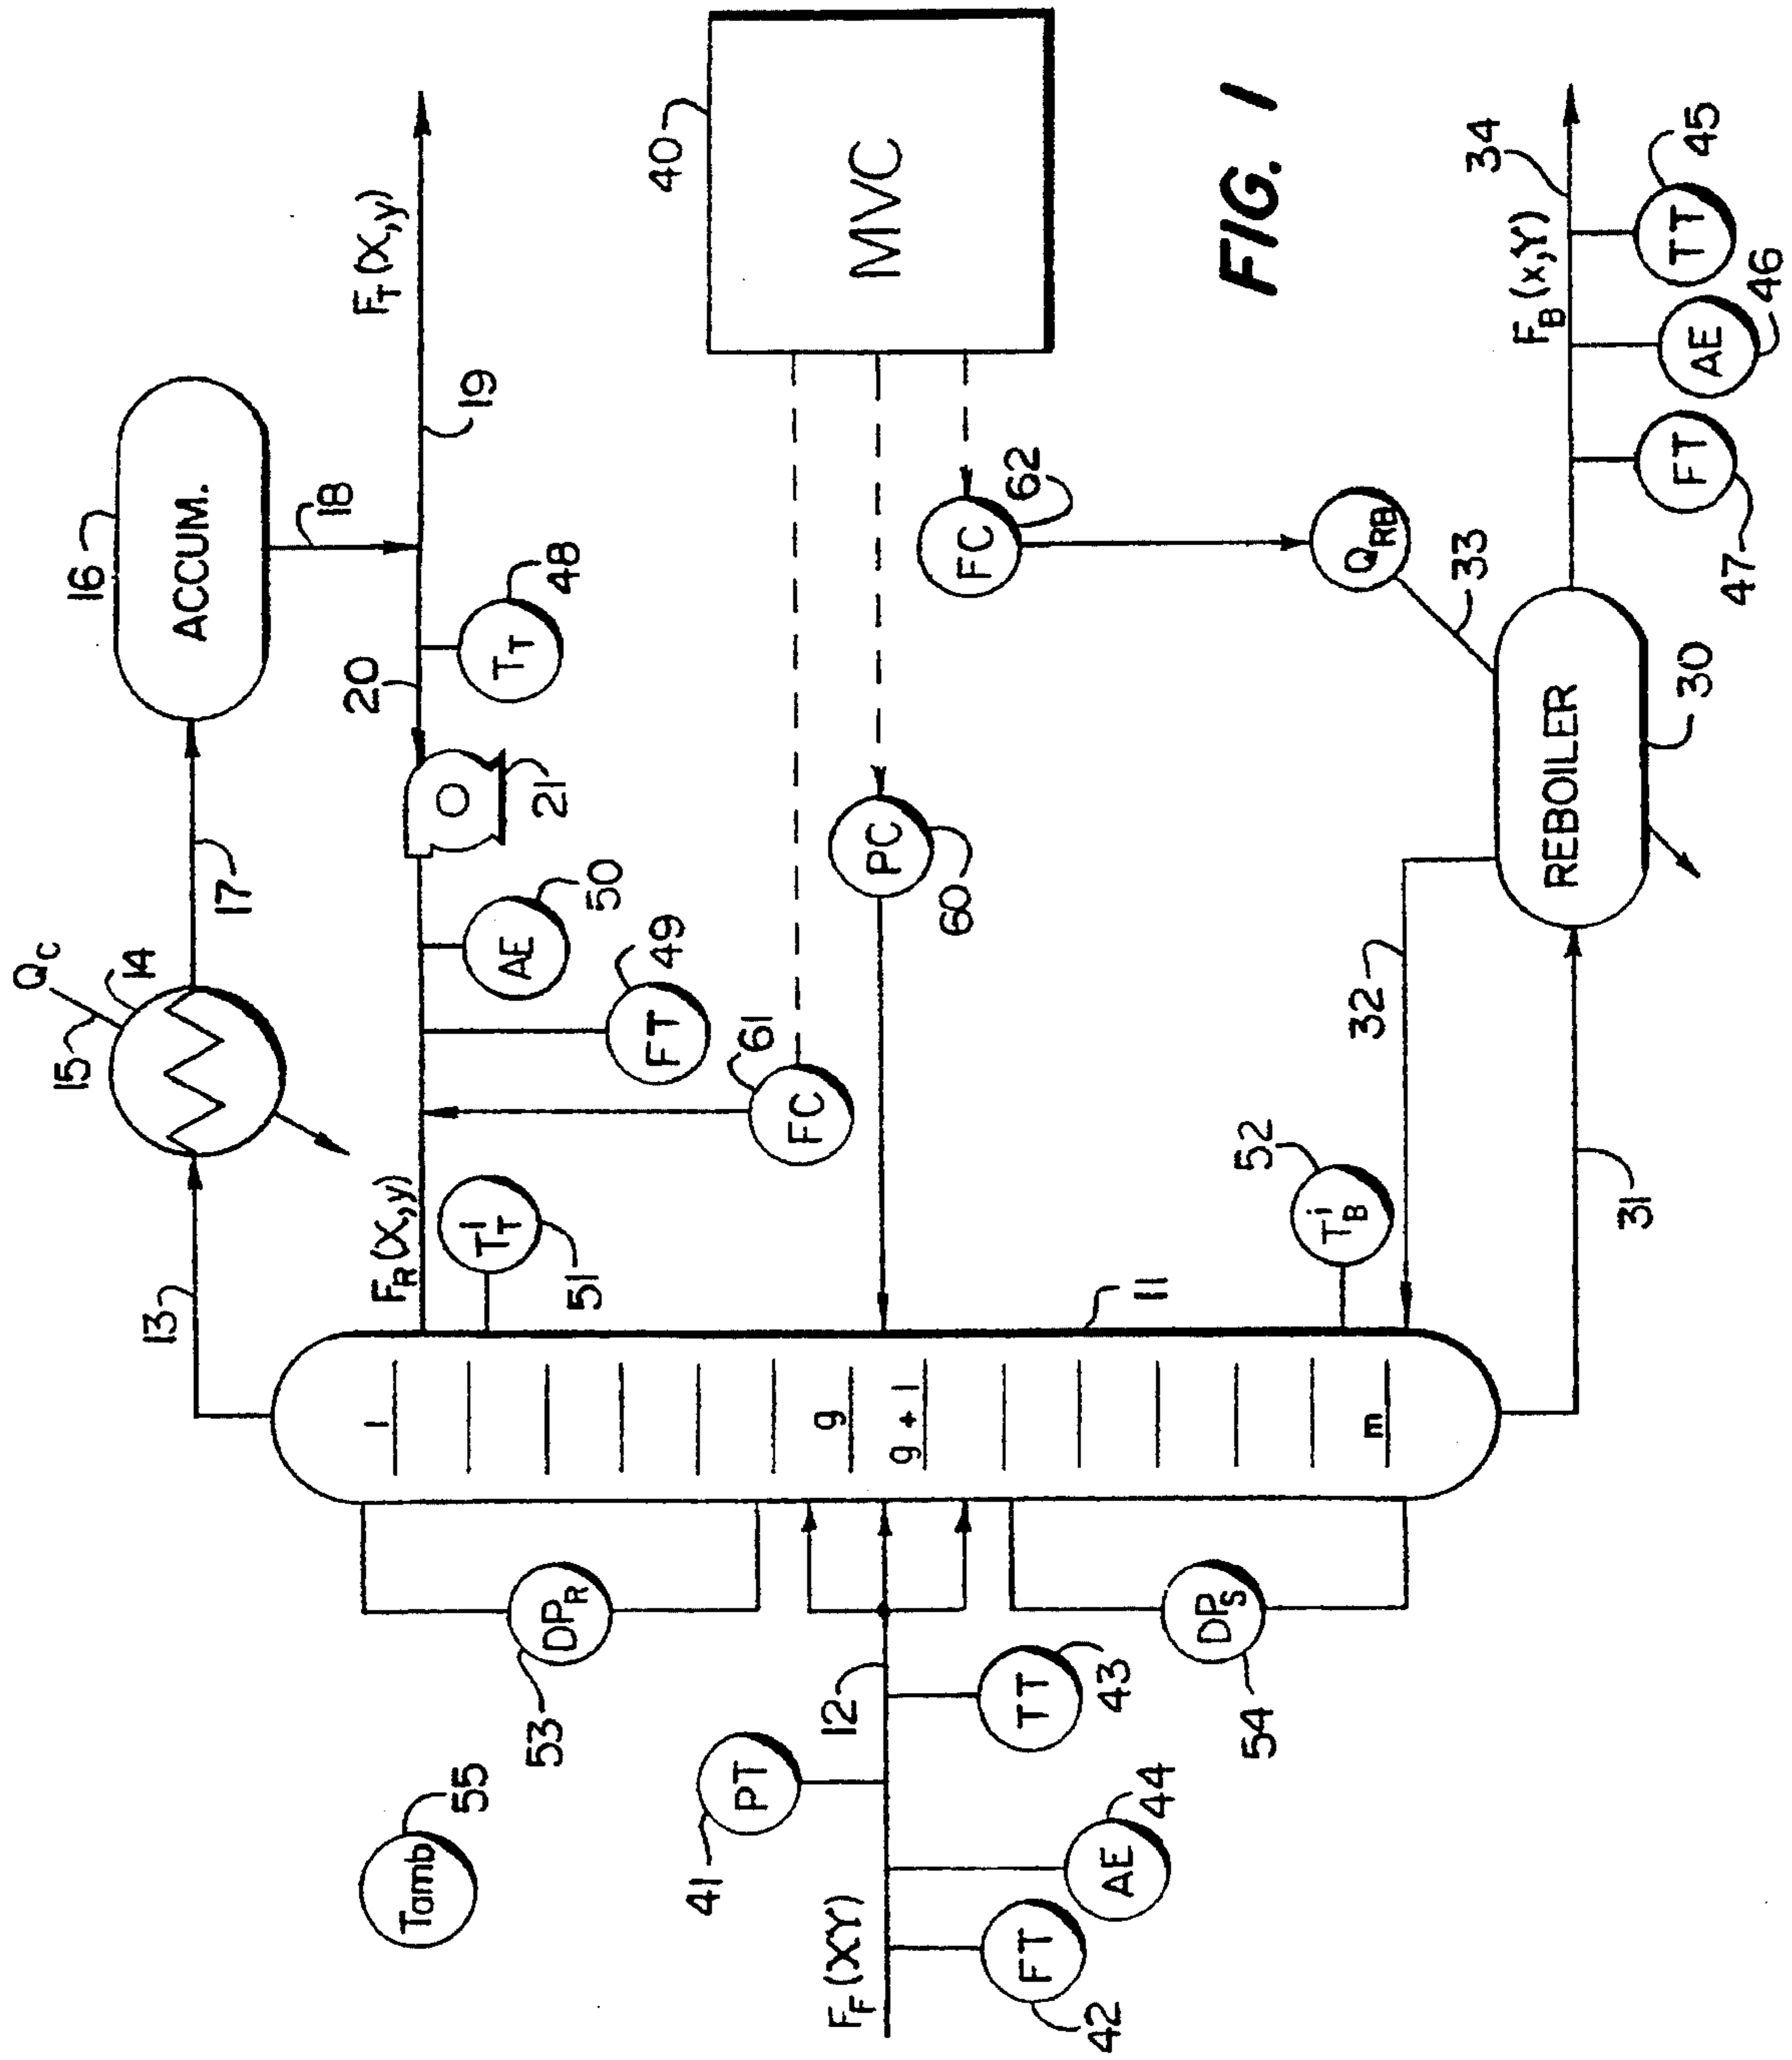 Q_C
15
14
16
ACCUM.
13
17
18
F_T (X,y)
F_R (X,y)
19
20
T_T
48
21
AE
50
FT
49
61
FC
T_T^i
51
40
MVC
PC
60
FC
62
FIG. 1
Q_RB
33
52
T_B^i
32
REBOILER
30
31
34
F_B (x,Y)
TT
45
AE
46
FT
47
11
1
g
g + 1
m
DP_R
53
DP_S
54
12
TT
43
PT
41
Tamb
55
AE
44
FT
42
F_F (XY)